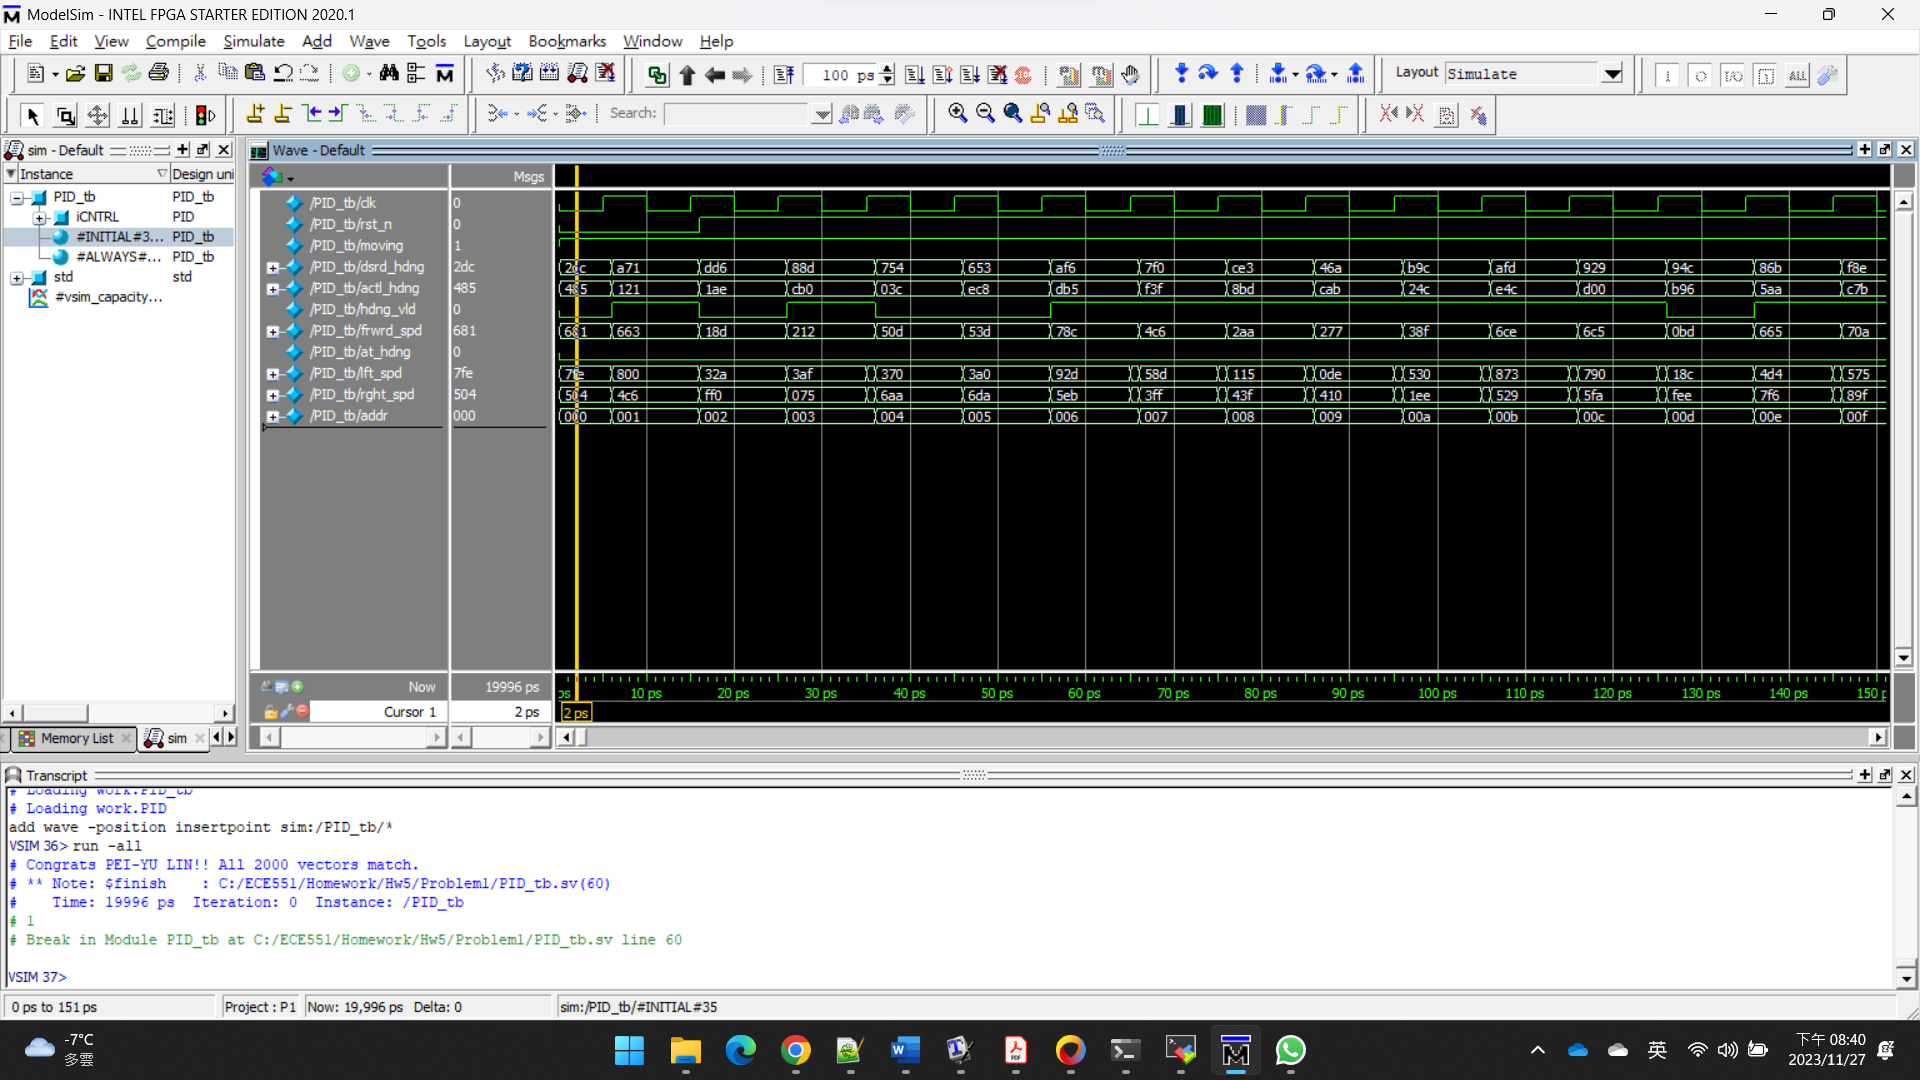 ModelSim - INTEL FPGA STARTER EDITION 2020.1
File Edit View Compile Simulate Add Wave Tools Layout Bookmarks Window Help
100 ps
Layout Simulate
Search:
sim - Default
Wave - Default
Instance Design uni
Msgs
PID_tb PID_tb
iCNTRL PID
#INITIAL#3... PID_tb
#ALWAYS#... PID_tb
std std
#vsim_capacity...
/PID_tb/clk 0
/PID_tb/rst_n 0
/PID_tb/moving 1
/PID_tb/dsrd_hdng 2dc 2dc a71 dd6 88d 754 653 af6 7f0 ce3 46a b9c afd 929 94c 86b f8e
/PID_tb/actl_hdng 485 485 121 1ae cb0 03c ec8 db5 f3f 8bd cab 24c e4c d00 b96 5aa c7b
/PID_tb/hdng_vld 0
/PID_tb/frwrd_spd 681 681 663 18d 212 50d 53d 78c 4c6 2aa 277 38f 6ce 6c5 0bd 665 70a
/PID_tb/at_hdng 0
/PID_tb/lft_spd 7fe 7fe 800 32a 3af 370 3a0 92d 58d 115 0de 530 873 790 18c 4d4 575
/PID_tb/rght_spd 504 504 4c6 ff0 075 6aa 6da 5eb 3ff 43f 410 1ee 529 5fa fee 7f6 89f
/PID_tb/addr 000 000 001 002 003 004 005 006 007 008 009 00a 00b 00c 00d 00e 00f
Now 19996 ps
ps 10 ps 20 ps 30 ps 40 ps 50 ps 60 ps 70 ps 80 ps 90 ps 100 ps 110 ps 120 ps 130 ps 140 ps 150 p
Cursor 1 2 ps 2 ps
Memory List sim
Transcript
# Loading work.PID_tb
# Loading work.PID
add wave -position insertpoint sim:/PID_tb/*
VSIM 36> run -all
# Congrats PEI-YU LIN!! All 2000 vectors match.
# ** Note: $finish    : C:/ECE551/Homework/Hw5/Problem1/PID_tb.sv(60)
#    Time: 19996 ps  Iteration: 0  Instance: /PID_tb
# 1
# Break in Module PID_tb at C:/ECE551/Homework/Hw5/Problem1/PID_tb.sv line 60
VSIM 37>
0 ps to 151 ps Project : P1 Now: 19,996 ps Delta: 0 sim:/PID_tb/#INITIAL#35
-7°C
多雲
英
下午 08:40
2023/11/27